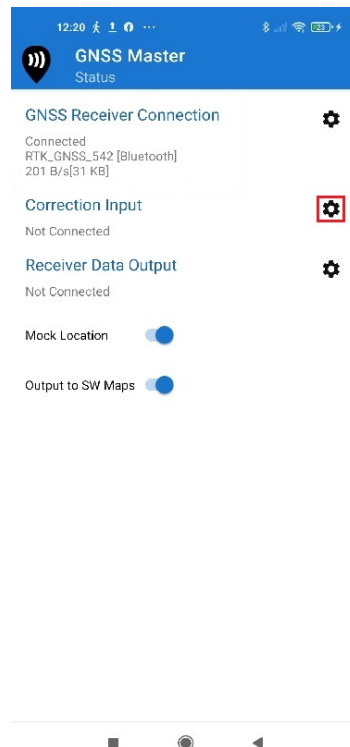 12:20
GNSS Master
Status
GNSS Receiver Connection
Connected
RTK_GNSS_542 [Bluetooth]
201 B/s[31 KB]
Correction Input
Not Connected
Receiver Data Output
Not Connected
Mock Location
Output to SW Maps